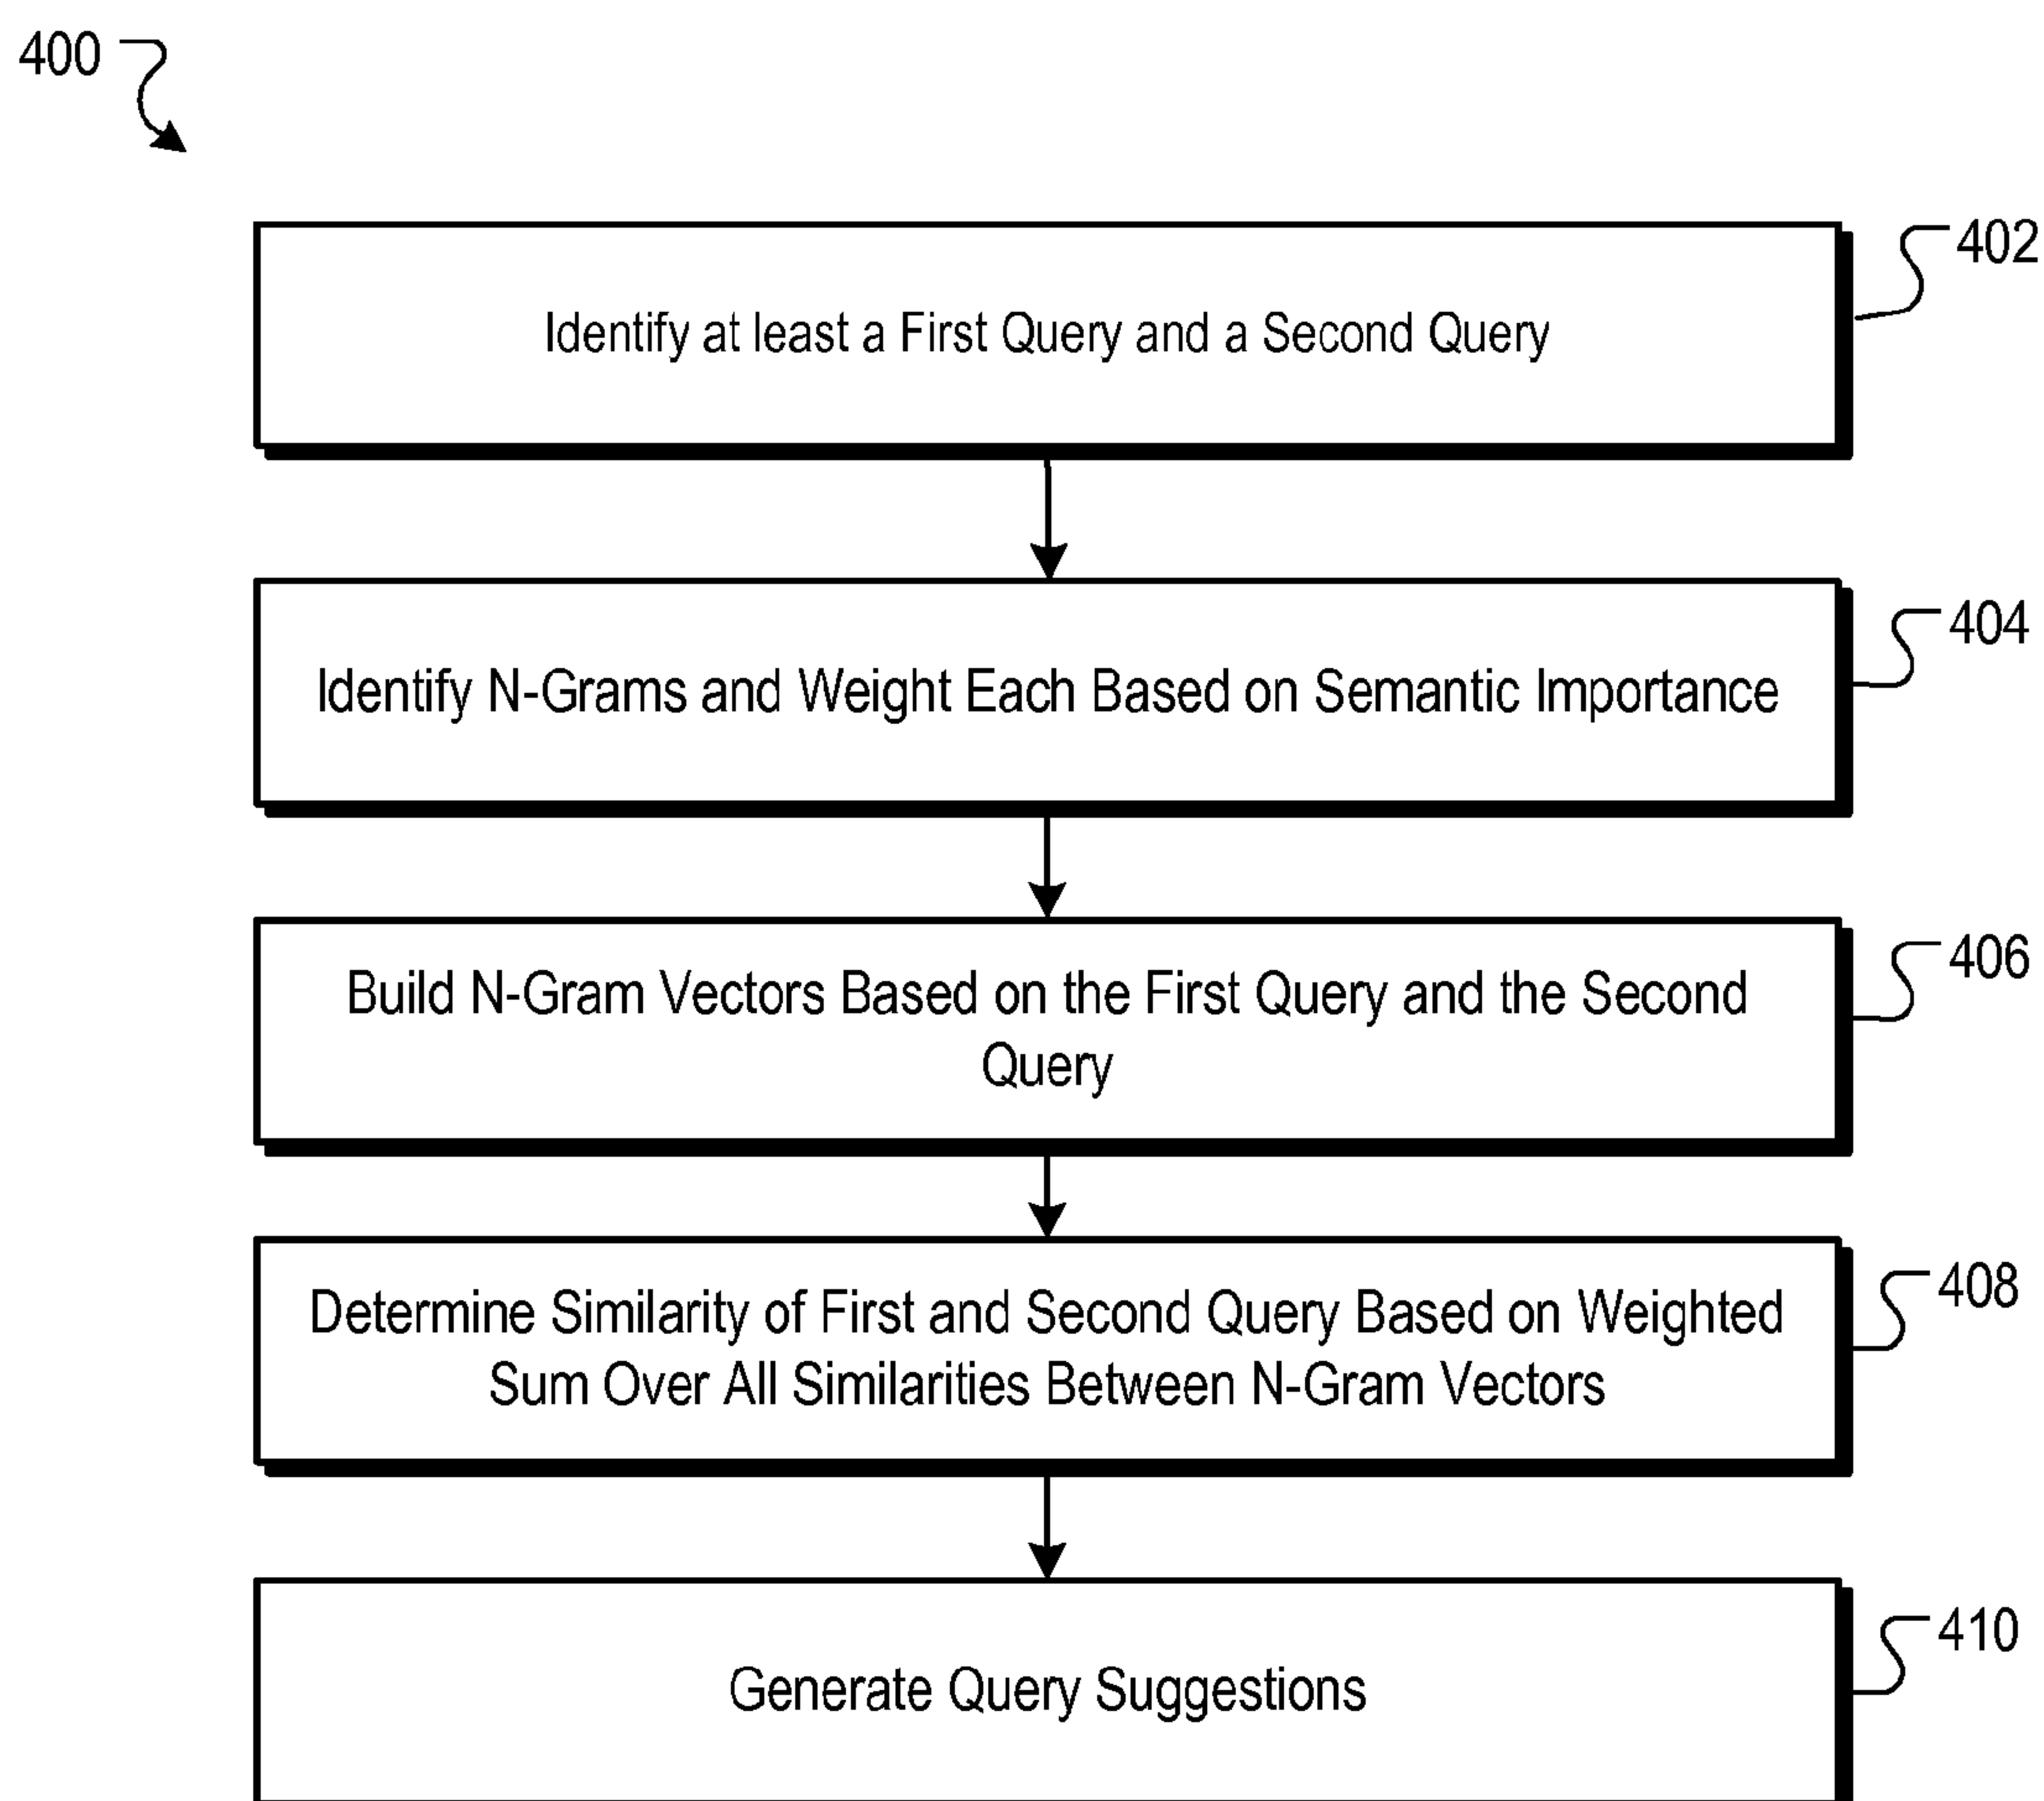 400
402
Identify at least a First Query and a Second Query
404
Identify N-Grams and Weight Each Based on Semantic Importance
406
Build N-Gram Vectors Based on the First Query and the Second
Query
408
Determine Similarity of First and Second Query Based on Weighted
Sum Over All Similarities Between N-Gram Vectors
410
Generate Query Suggestions